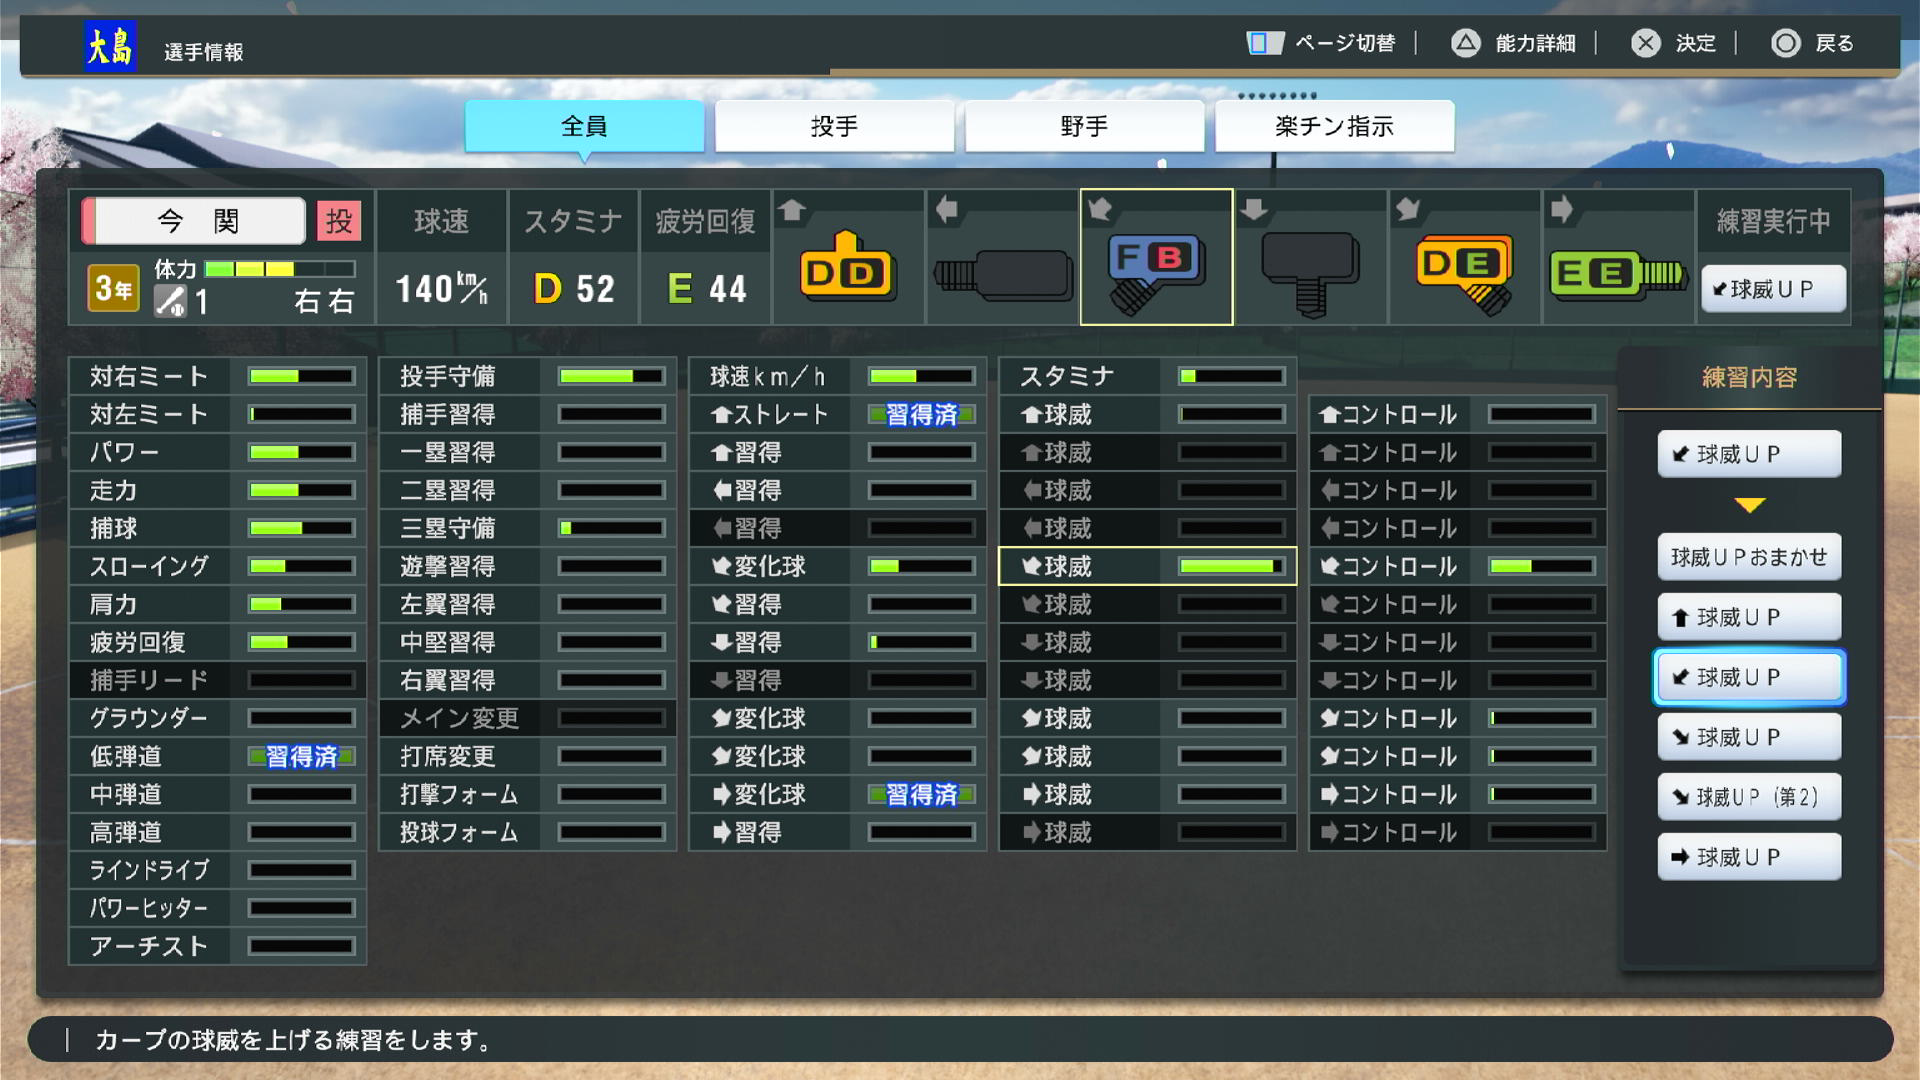 大島 選手情報 ページ切替 能力詳細 決定 戻る
全員 投手 野手 楽チン指示
今 関 投 球速 スタミナ 疲労回復 練習実行中
3年 体力 1 右右 140km/h D 52 E 44 D D F B D E E E ↙球威UP
対右ミート 投手守備 球速km/h スタミナ
対左ミート 捕手習得 ⬆ストレート 習得済 ⬆球威 ⬆コントロール
パワー 一塁習得 ⬆習得 ⬆球威 ⬆コントロール
走力 二塁習得 ⬅習得 ⬅球威 ⬅コントロール
捕球 三塁守備 ⬅習得 ⬅球威 ⬅コントロール
スローイング 遊撃習得 ⬋変化球 ⬋球威 ⬋コントロール
肩力 左翼習得 ⬋習得 ⬋球威 ⬋コントロール
疲労回復 中堅習得 ⬇習得 ⬇球威 ⬇コントロール
捕手リード 右翼習得 ⬇習得 ⬇球威 ⬇コントロール
グラウンダー メイン変更 ⬊変化球 ⬊球威 ⬊コントロール
低弾道 習得済 打席変更 ⬊変化球 ⬊球威 ⬊コントロール
中弾道 打撃フォーム ➡変化球 習得済 ➡球威 ➡コントロール
高弾道 投球フォーム ➡習得 ➡球威 ➡コントロール
ラインドライブ
パワーヒッター
アーチスト
練習内容
↙球威UP
球威UPおまかせ
⬆球威UP
↙球威UP
↘球威UP
↘球威UP(第2)
➡球威UP
カーブの球威を上げる練習をします。